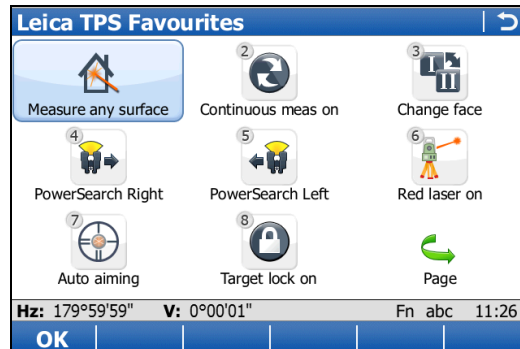 Leica TPS Favourites
2 3
Measure any surface Continuous meas on Change face
4 5 6
PowerSearch Right PowerSearch Left Red laser on
7 8
Auto aiming Target lock on Page
Hz: 179°59'59" V: 0°00'01" Fn abc 11:26
OK